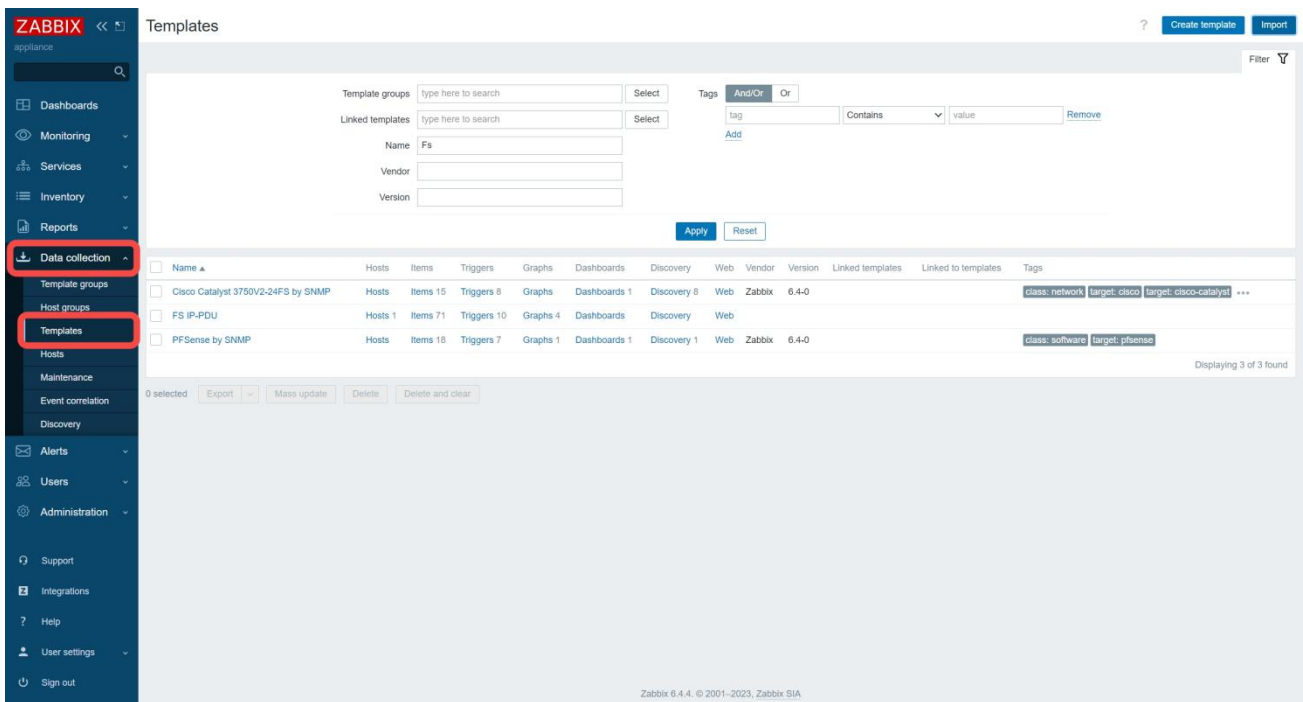 ZABBIX
appliance
Dashboards
Monitoring
Services
Inventory
Reports
Data collection
Template groups
Host groups
Templates
Hosts
Maintenance
Event correlation
Discovery
Alerts
Users
Administration
Support
Integrations
Help
User settings
Sign out
Templates
? Create template Import
Filter
Template groups type here to search Select Tags And/Or Or
Linked templates type here to search Select tag Contains value Remove
Add
Name Fs
Vendor
Version
Apply Reset
Name Hosts Items Triggers Graphs Dashboards Discovery Web Vendor Version Linked templates Linked to templates Tags
Cisco Catalyst 3750V2-24FS by SNMP Hosts Items 15 Triggers 8 Graphs Dashboards 1 Discovery 8 Web Zabbix 6.4-0 class: network target: cisco target: cisco-catalyst •••
FS IP-PDU Hosts 1 Items 71 Triggers 10 Graphs 4 Dashboards Discovery Web
PFSense by SNMP Hosts Items 18 Triggers 7 Graphs 1 Dashboards 1 Discovery 1 Web Zabbix 6.4-0 class: software target: pfsense
Displaying 3 of 3 found
0 selected Export Mass update Delete Delete and clear
Zabbix 6.4.4. © 2001–2023, Zabbix SIA